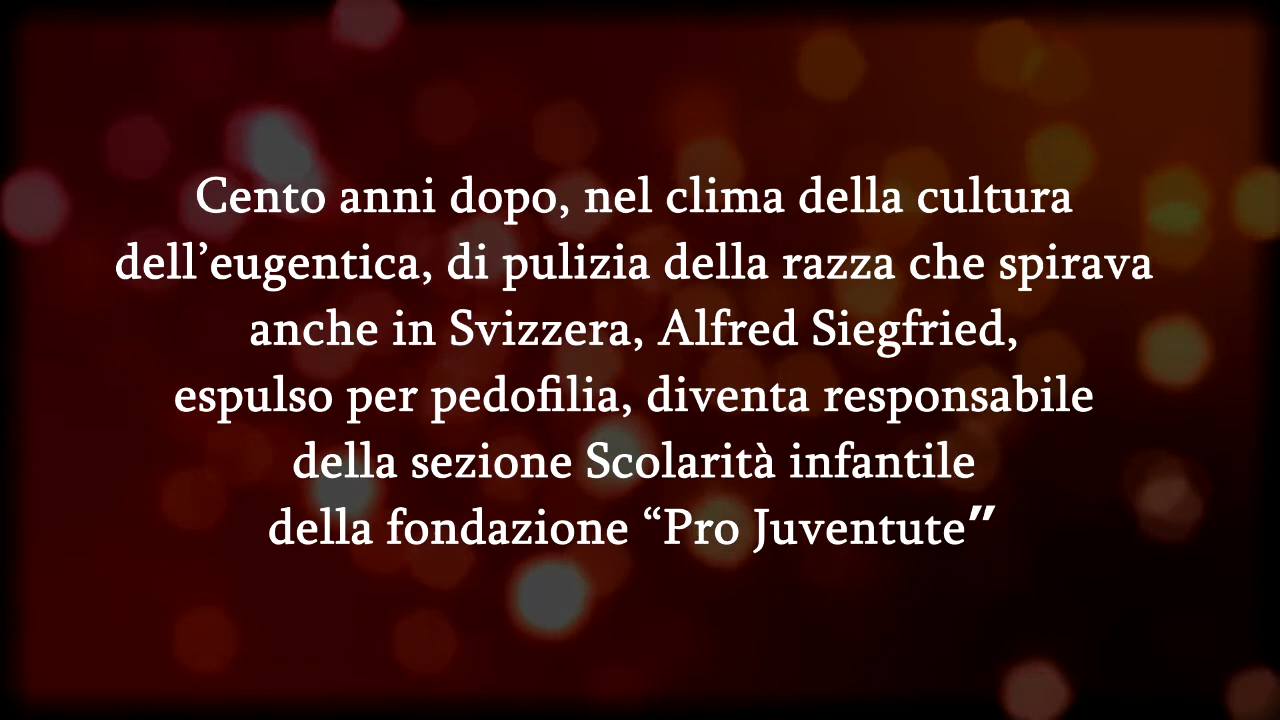 Cento anni dopo, nel clima della cultura
dell’eugentica, di pulizia della razza che spirava
anche in Svizzera, Alfred Siegfried,
espulso per pedofilia, diventa responsabile
della sezione Scolarità infantile
della fondazione “Pro Juventute”